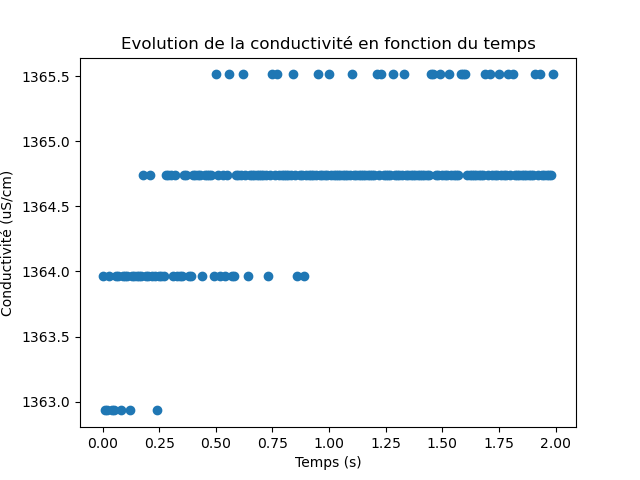 Evolution de la conductivité en fonction du temps
1365.5
1365.0
1364.5
1364.0
1363.5
1363.0
Conductivité (uS/cm)
0.00 0.25 0.50 0.75 1.00 1.25 1.50 1.75 2.00
Temps (s)